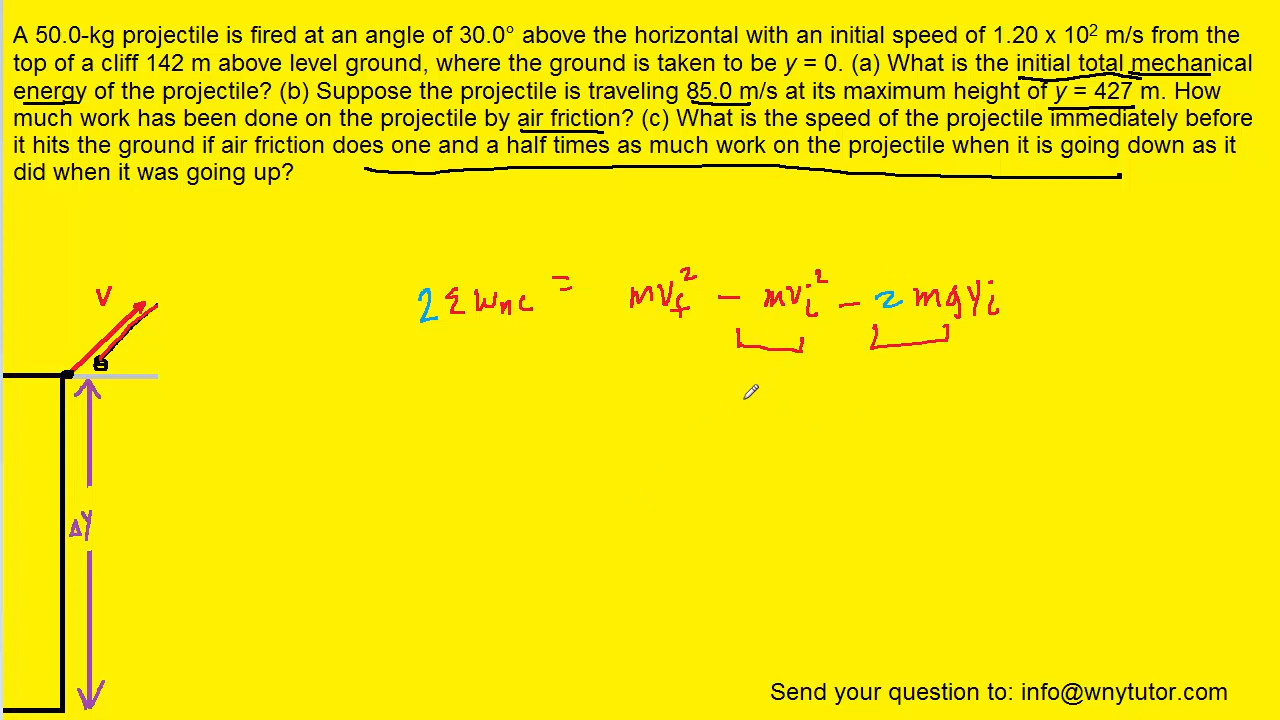 A 50.0-kg projectile is fired at an angle of 30.0° above the horizontal with an initial speed of 1.20 x 10² m/s from the
top of a cliff 142 m above level ground, where the ground is taken to be y = 0. (a) What is the initial total mechanical
energy of the projectile? (b) Suppose the projectile is traveling 85.0 m/s at its maximum height of y = 427 m. How
much work has been done on the projectile by air friction? (c) What is the speed of the projectile immediately before
it hits the ground if air friction does one and a half times as much work on the projectile when it is going down as it
did when it was going up?
2 Σ Wnc = mvf² - mvi² - 2 mgyi
V
Δy
Send your question to: info@wnytutor.com